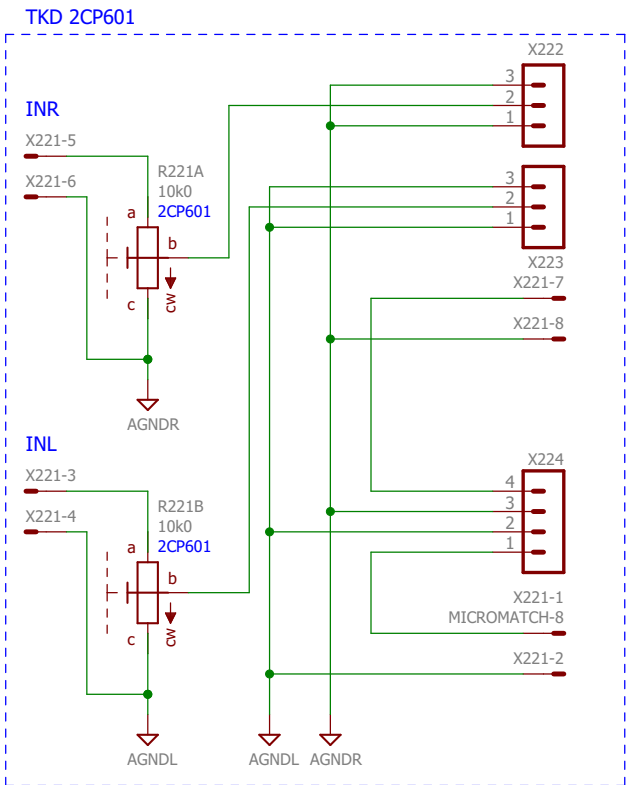 TKD 2CP601
X222
3
2
1
INR
X221-5
X221-6
R221A
10k0
2CP601
a
b
c
CW
AGNDR
3
2
1
X223
X221-7
X221-8
INL
X221-3
X221-4
R221B
10k0
2CP601
a
b
c
CW
AGNDL
X224
4
3
2
1
X221-1
MICROMATCH-8
X221-2
AGNDL AGNDR